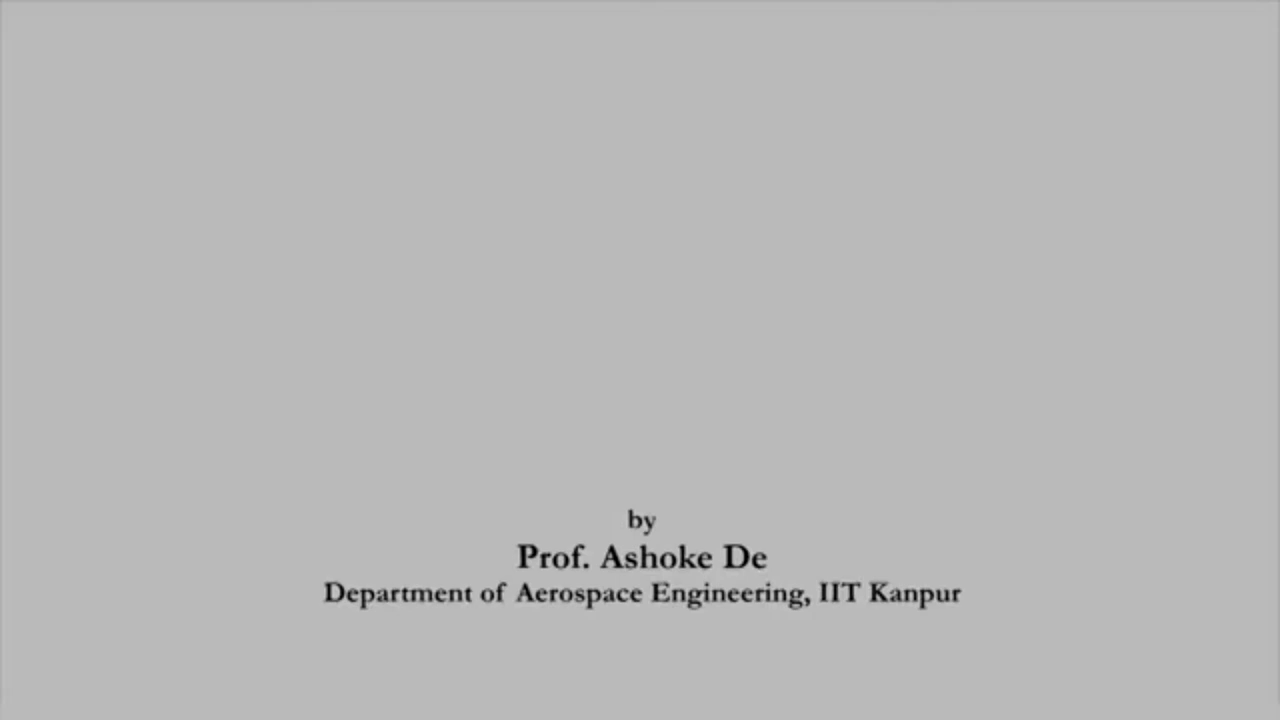 by
Prof. Ashoke De
Department of Aerospace Engineering, IIT Kanpur